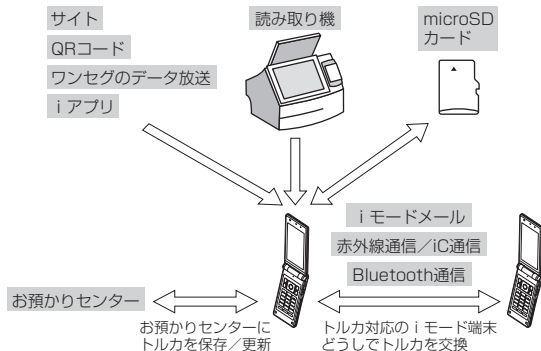 サイト
QRコード
ワンセグのデータ放送
iアプリ
読み取り機
microSD
カード
iモードメール
赤外線通信/iC通信
Bluetooth通信
お預かりセンター
お預かりセンターに
トルカを保存/更新
トルカ対応のiモード端末
どうしでトルカを交換